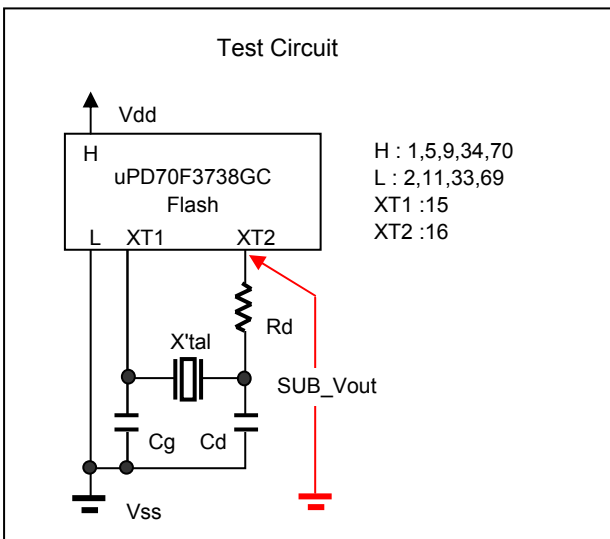 Test Circuit
Vdd
H
uPD70F3738GC
Flash
L XT1 XT2
H : 1,5,9,34,70
L : 2,11,33,69
XT1 :15
XT2 :16
Rd
X'tal
SUB_Vout
Cg Cd
Vss